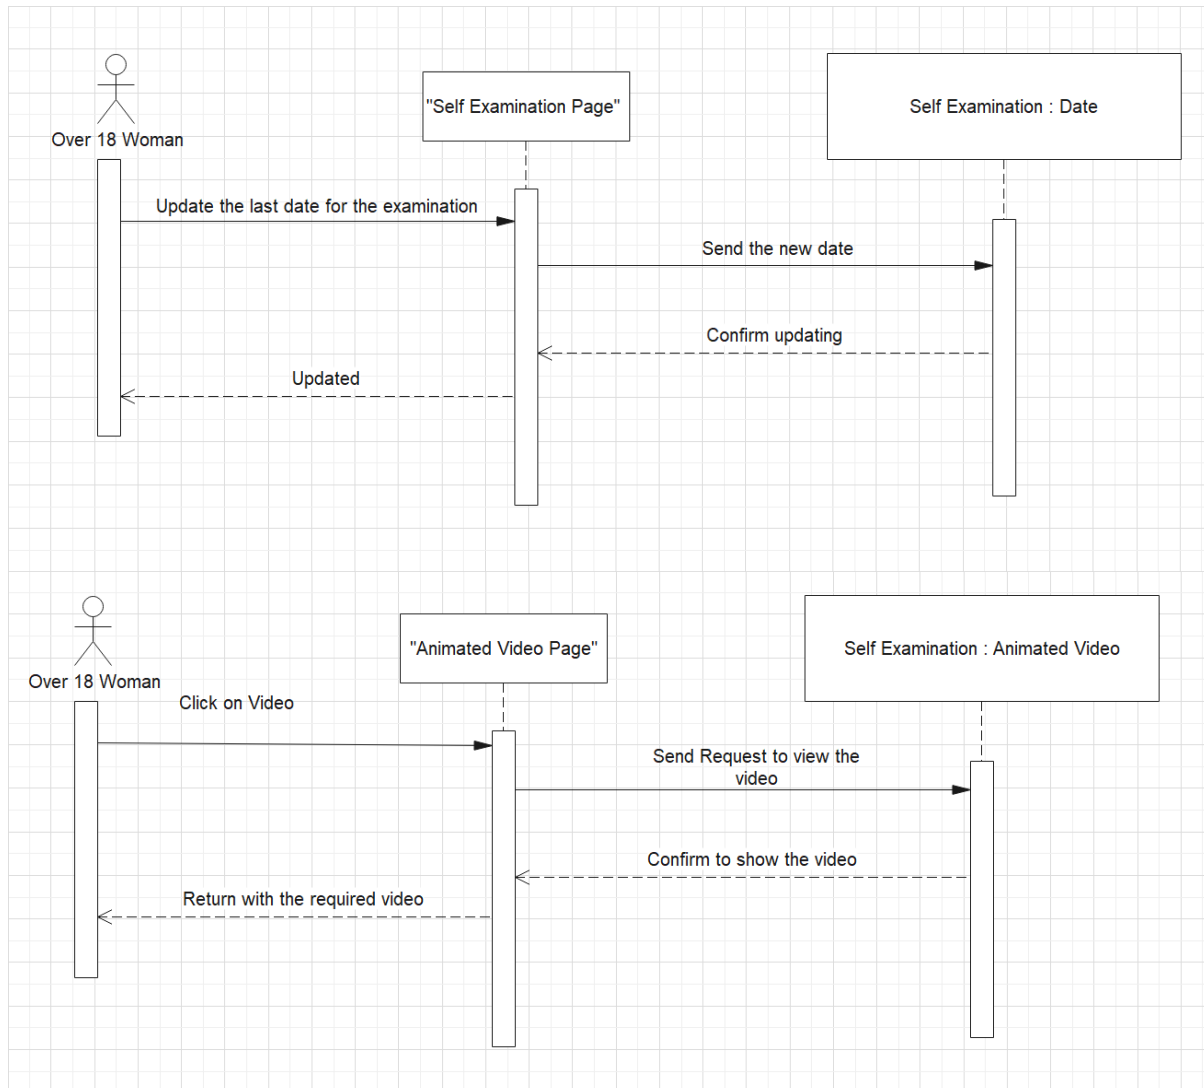 "Self Examination Page"
Self Examination : Date
Over 18 Woman
Update the last date for the examination
Send the new date
Confirm updating
Updated
"Animated Video Page"
Self Examination : Animated Video
Over 18 Woman
Click on Video
Send Request to view the
video
Confirm to show the video
Return with the required video